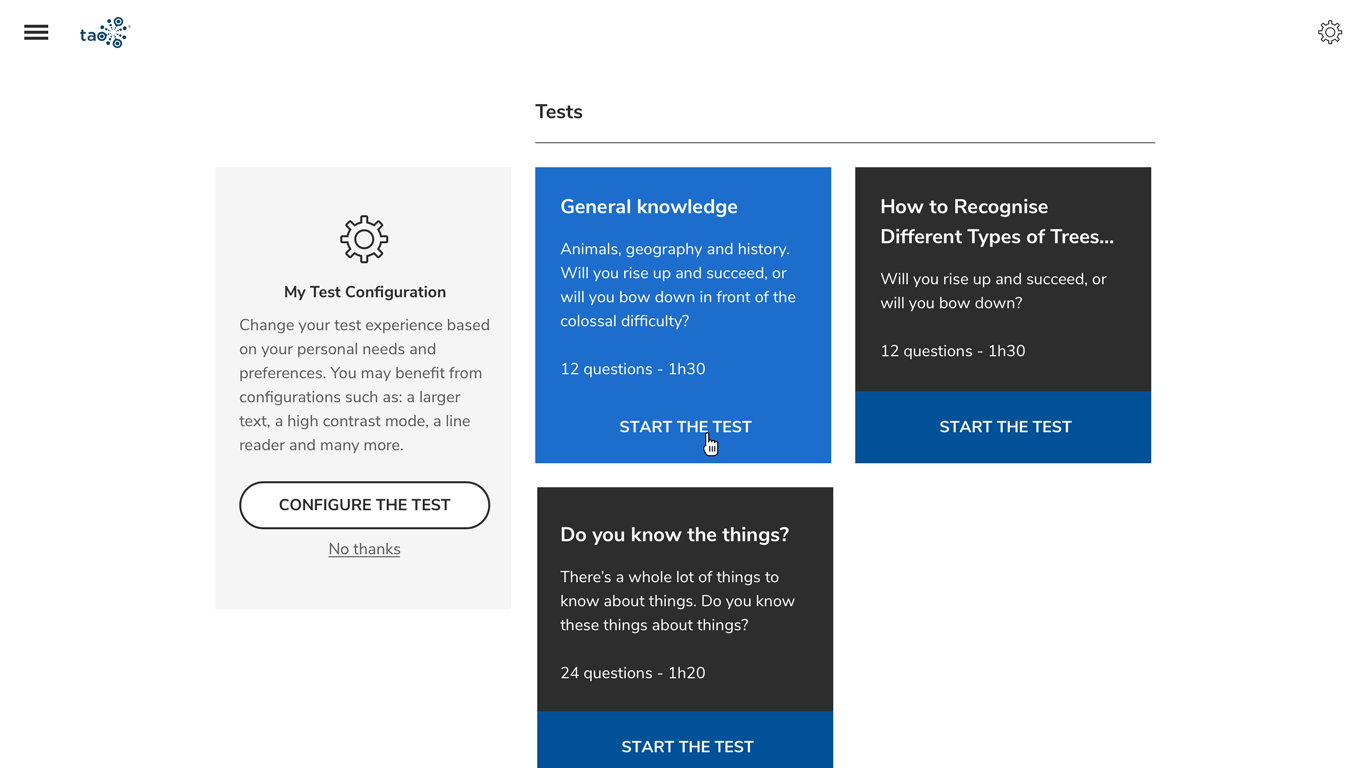 tao
Tests
My Test Configuration
Change your test experience based
on your personal needs and
preferences. You may benefit from
configurations such as: a larger
text, a high contrast mode, a line
reader and many more.
CONFIGURE THE TEST
No thanks
General knowledge
Animals, geography and history.
Will you rise up and succeed, or
will you bow down in front of the
colossal difficulty?
12 questions - 1h30
START THE TEST
How to Recognise
Different Types of Trees...
Will you rise up and succeed, or
will you bow down?
12 questions - 1h30
START THE TEST
Do you know the things?
There's a whole lot of things to
know about things. Do you know
these things about things?
24 questions - 1h20
START THE TEST